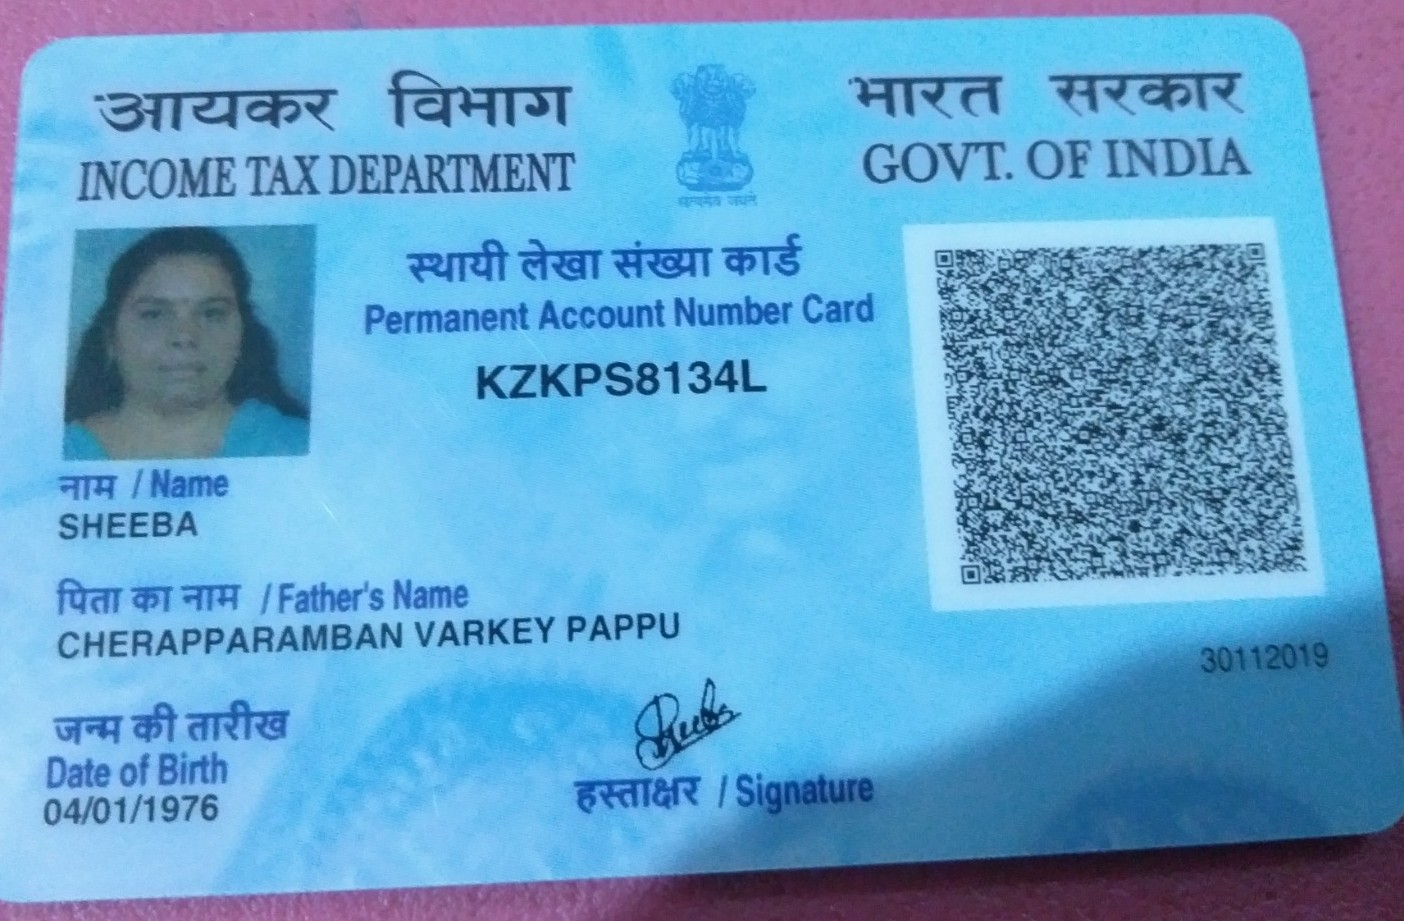 आयकर विभाग
INCOME TAX DEPARTMENT
भारत सरकार
GOVT. OF INDIA
सत्यमेव जयते
स्थायी लेखा संख्या कार्ड
Permanent Account Number Card
KZKPS8134L
नाम / Name
SHEEBA
पिता का नाम / Father's Name
CHERAPPARAMBAN VARKEY PAPPU
30112019
जन्म की तारीख
Date of Birth
04/01/1976
Sheeba
हस्ताक्षर / Signature